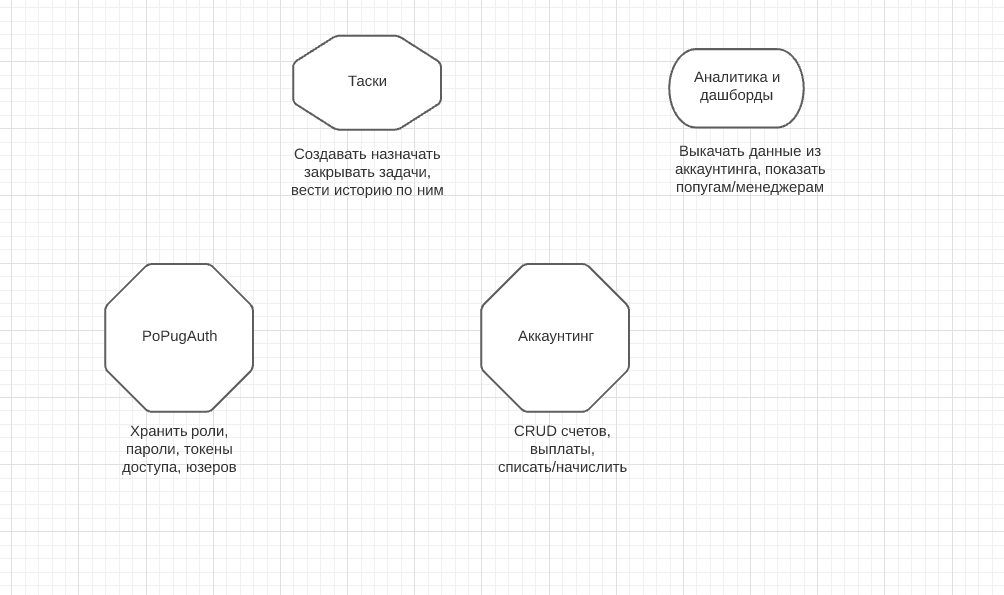 Таски
Создавать назначать
закрывать задачи,
вести историю по ним
Аналитика и
дашборды
Выкачать данные из
аккаунтинга, показать
попугам/менеджерам
PoPugAuth
Хранить роли,
пароли, токены
доступа, юзеров
Аккаунтинг
CRUD счетов,
выплаты,
списать/начислить